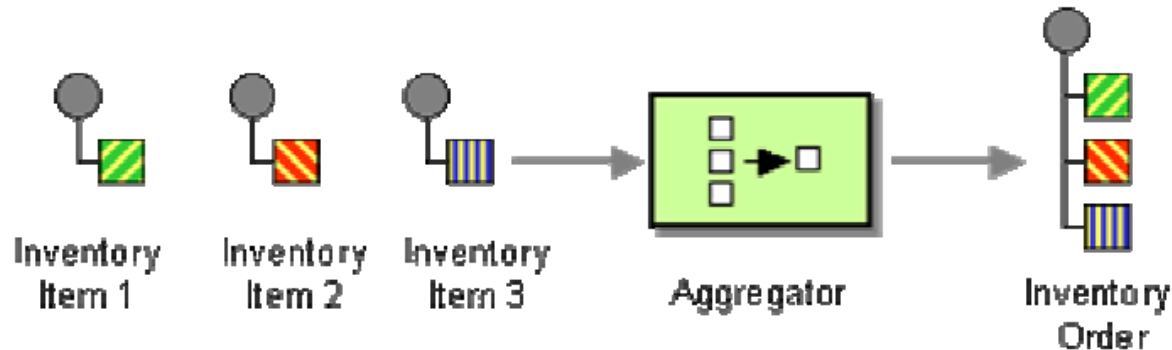 Inventory
Item 1
Inventory
Item 2
Inventory
Item 3
Aggregator
Inventory
Order